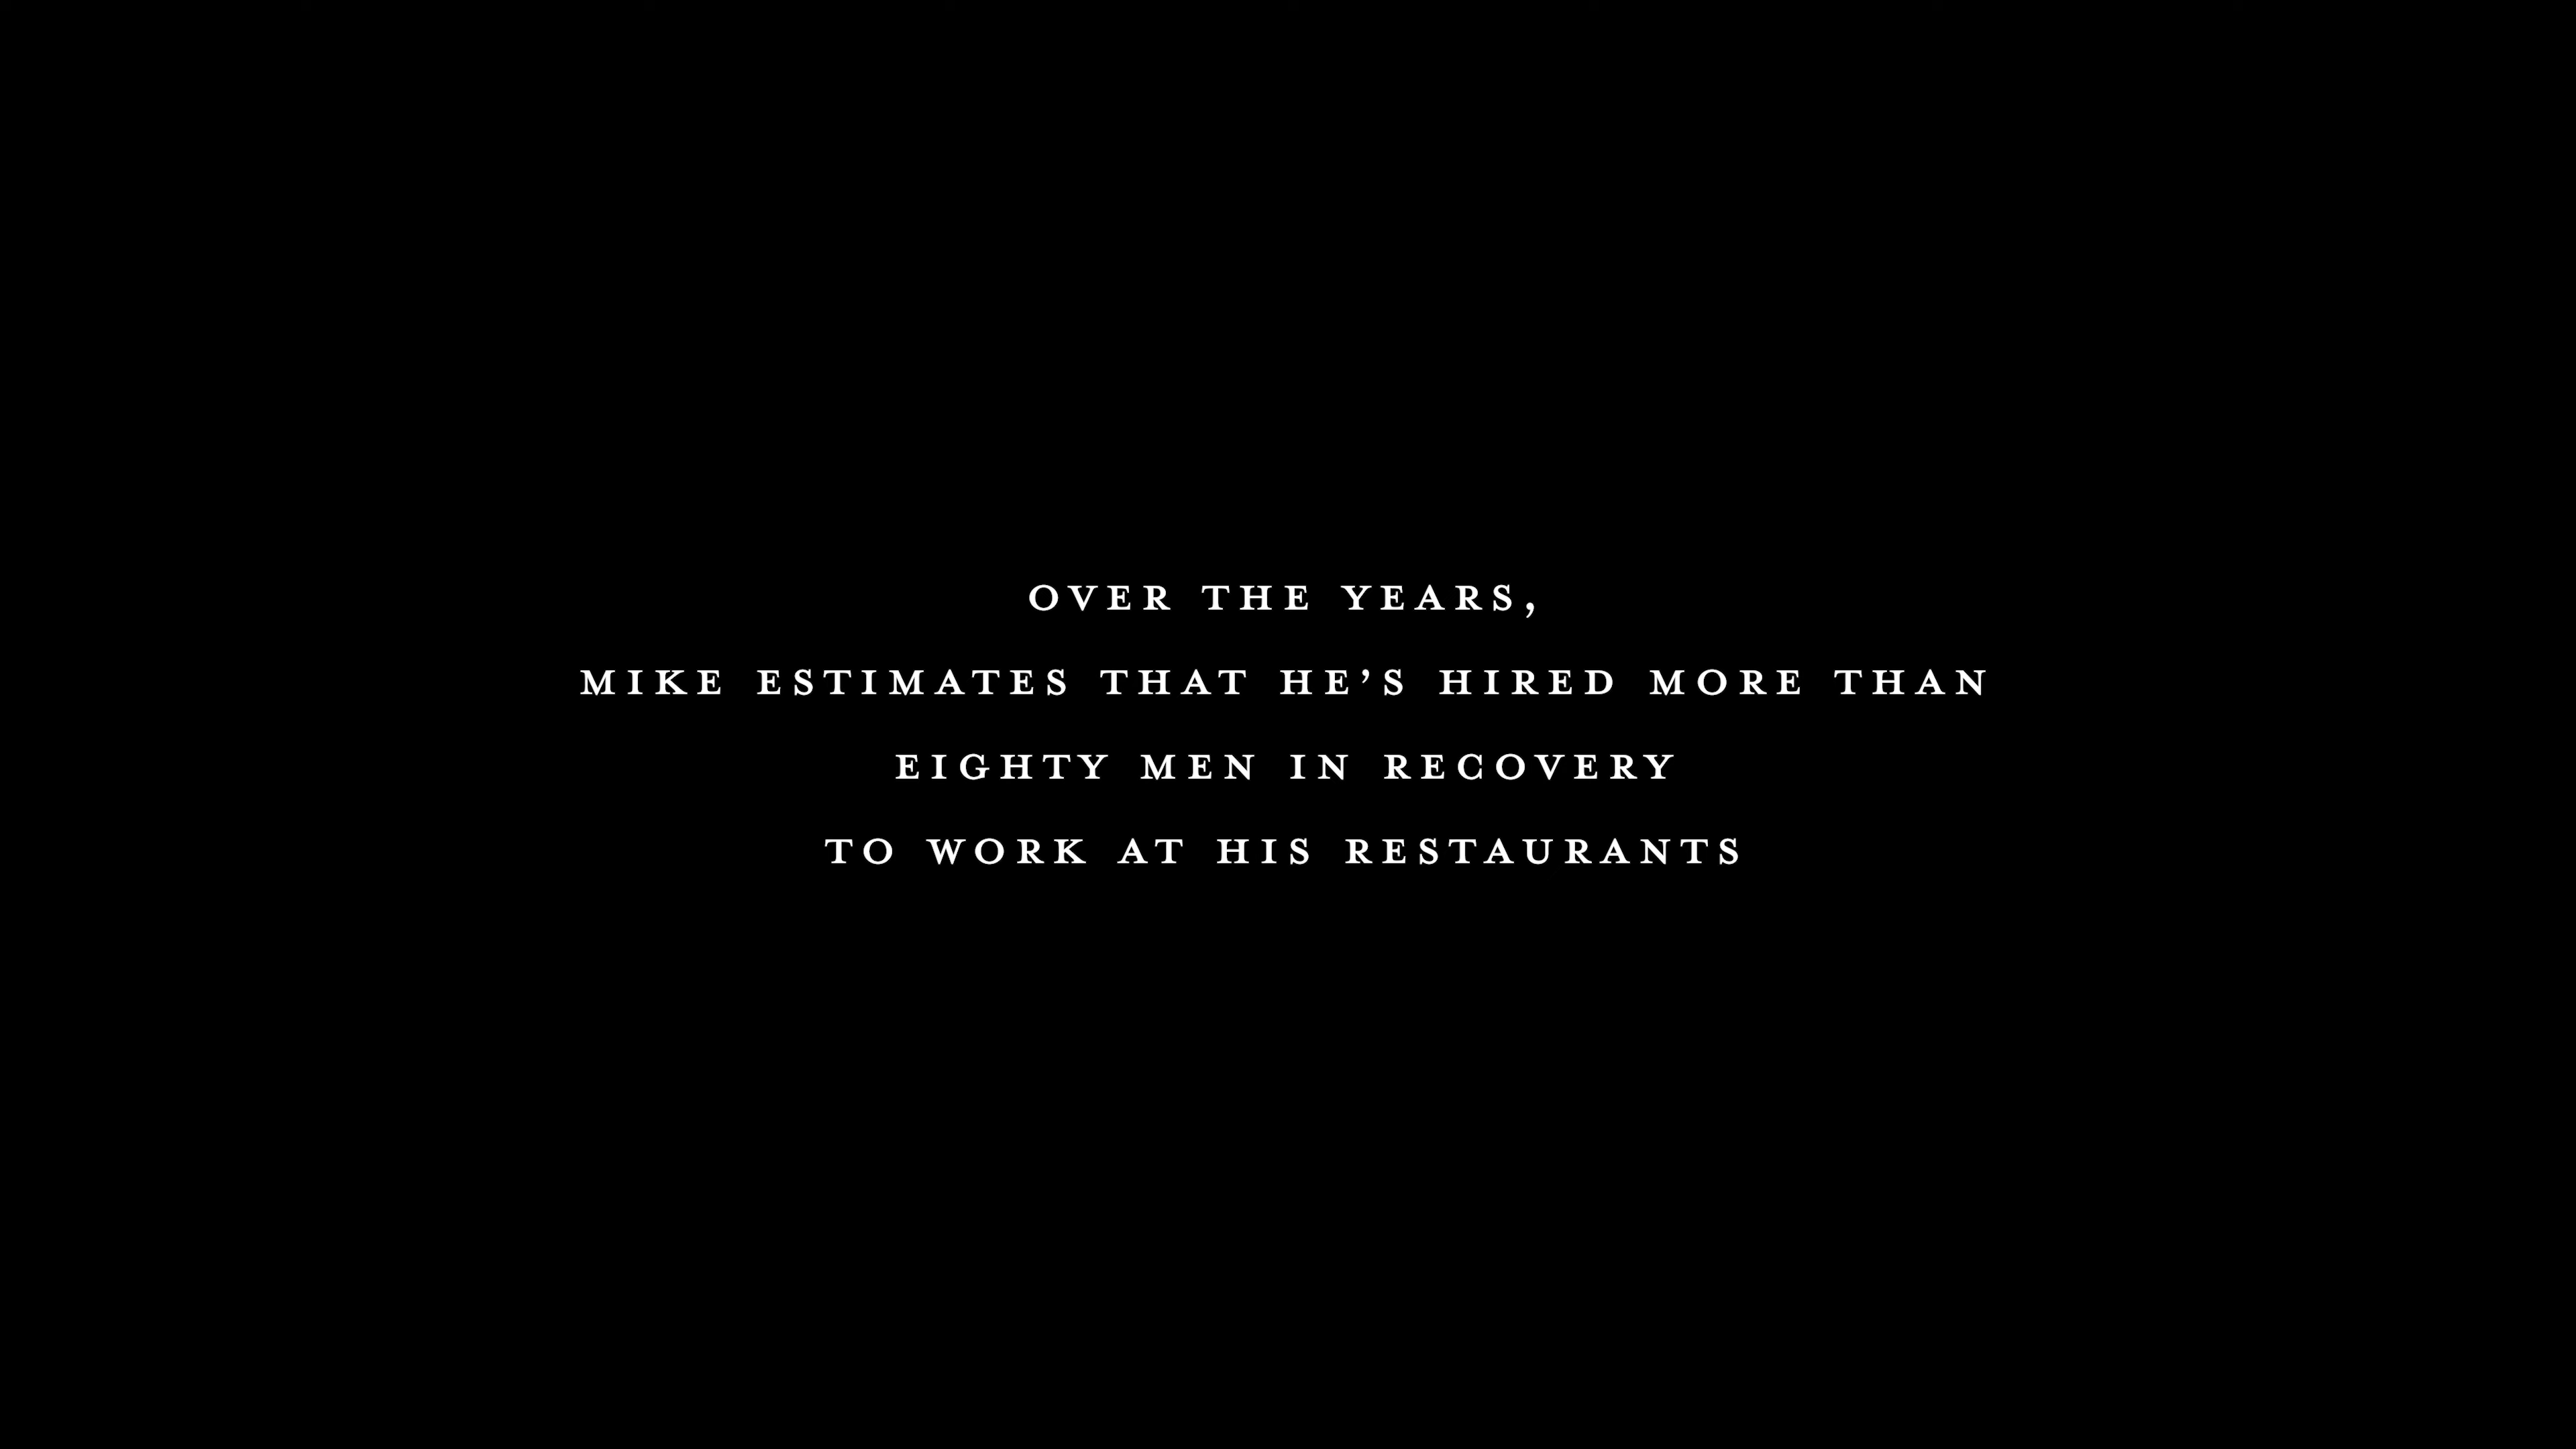 OVER THE YEARS,
MIKE ESTIMATES THAT HE’S HIRED MORE THAN
EIGHTY MEN IN RECOVERY
TO WORK AT HIS RESTAURANTS